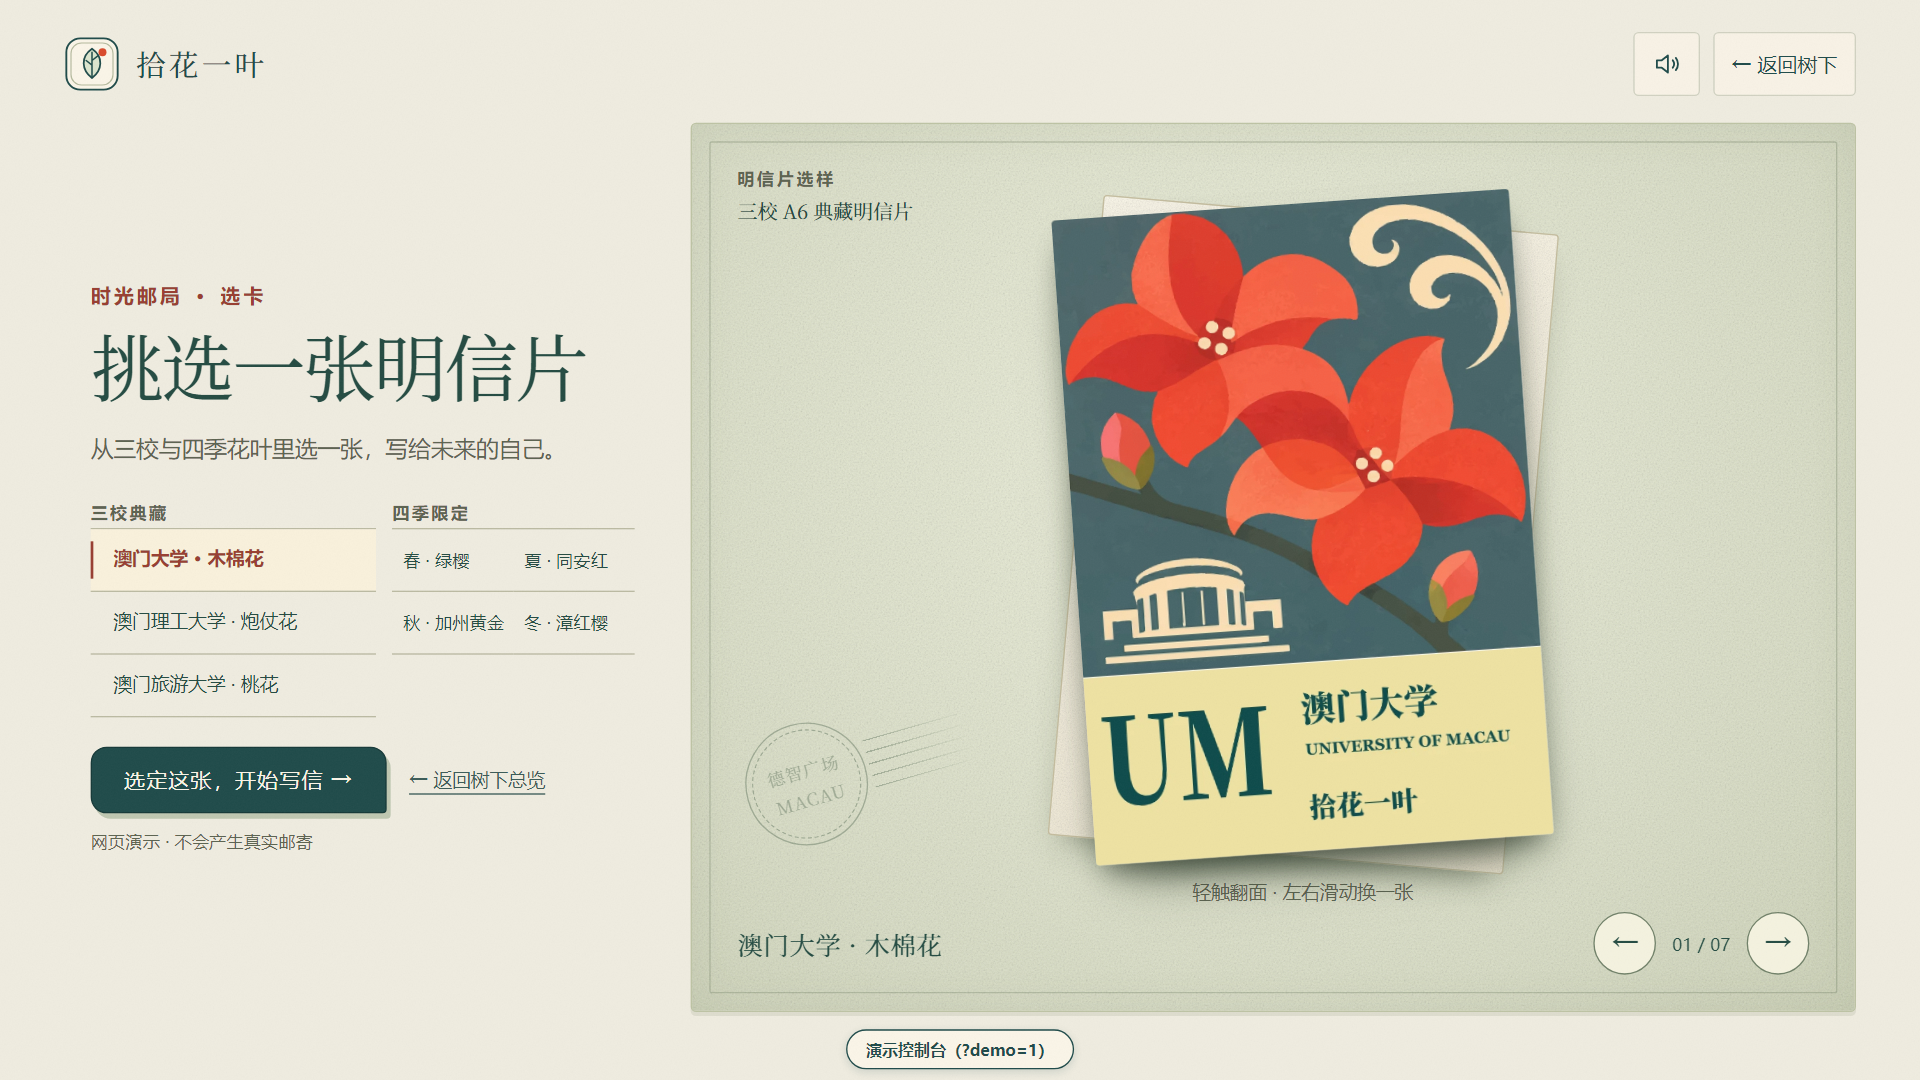 拾花一叶
← 返回树下
时光邮局 • 选卡
挑选一张明信片
从三校与四季花叶里选一张，写给未来的自己。
三校典藏
澳门大学 · 木棉花
澳门理工大学 · 炮仗花
澳门旅游大学 · 桃花
四季限定
春 · 绿樱
夏 · 同安红
秋 · 加州黄金
冬 · 漳红樱
选定这张，开始写信 →
← 返回树下总览
网页演示 · 不会产生真实邮寄
明信片选样
三校 A6 典藏明信片
UM
澳门大学
UNIVERSITY OF MACAU
拾花一叶
德智广场
MACAU
轻触翻面 · 左右滑动换一张
澳门大学 · 木棉花
←
01 / 07
→
演示控制台（?demo=1）